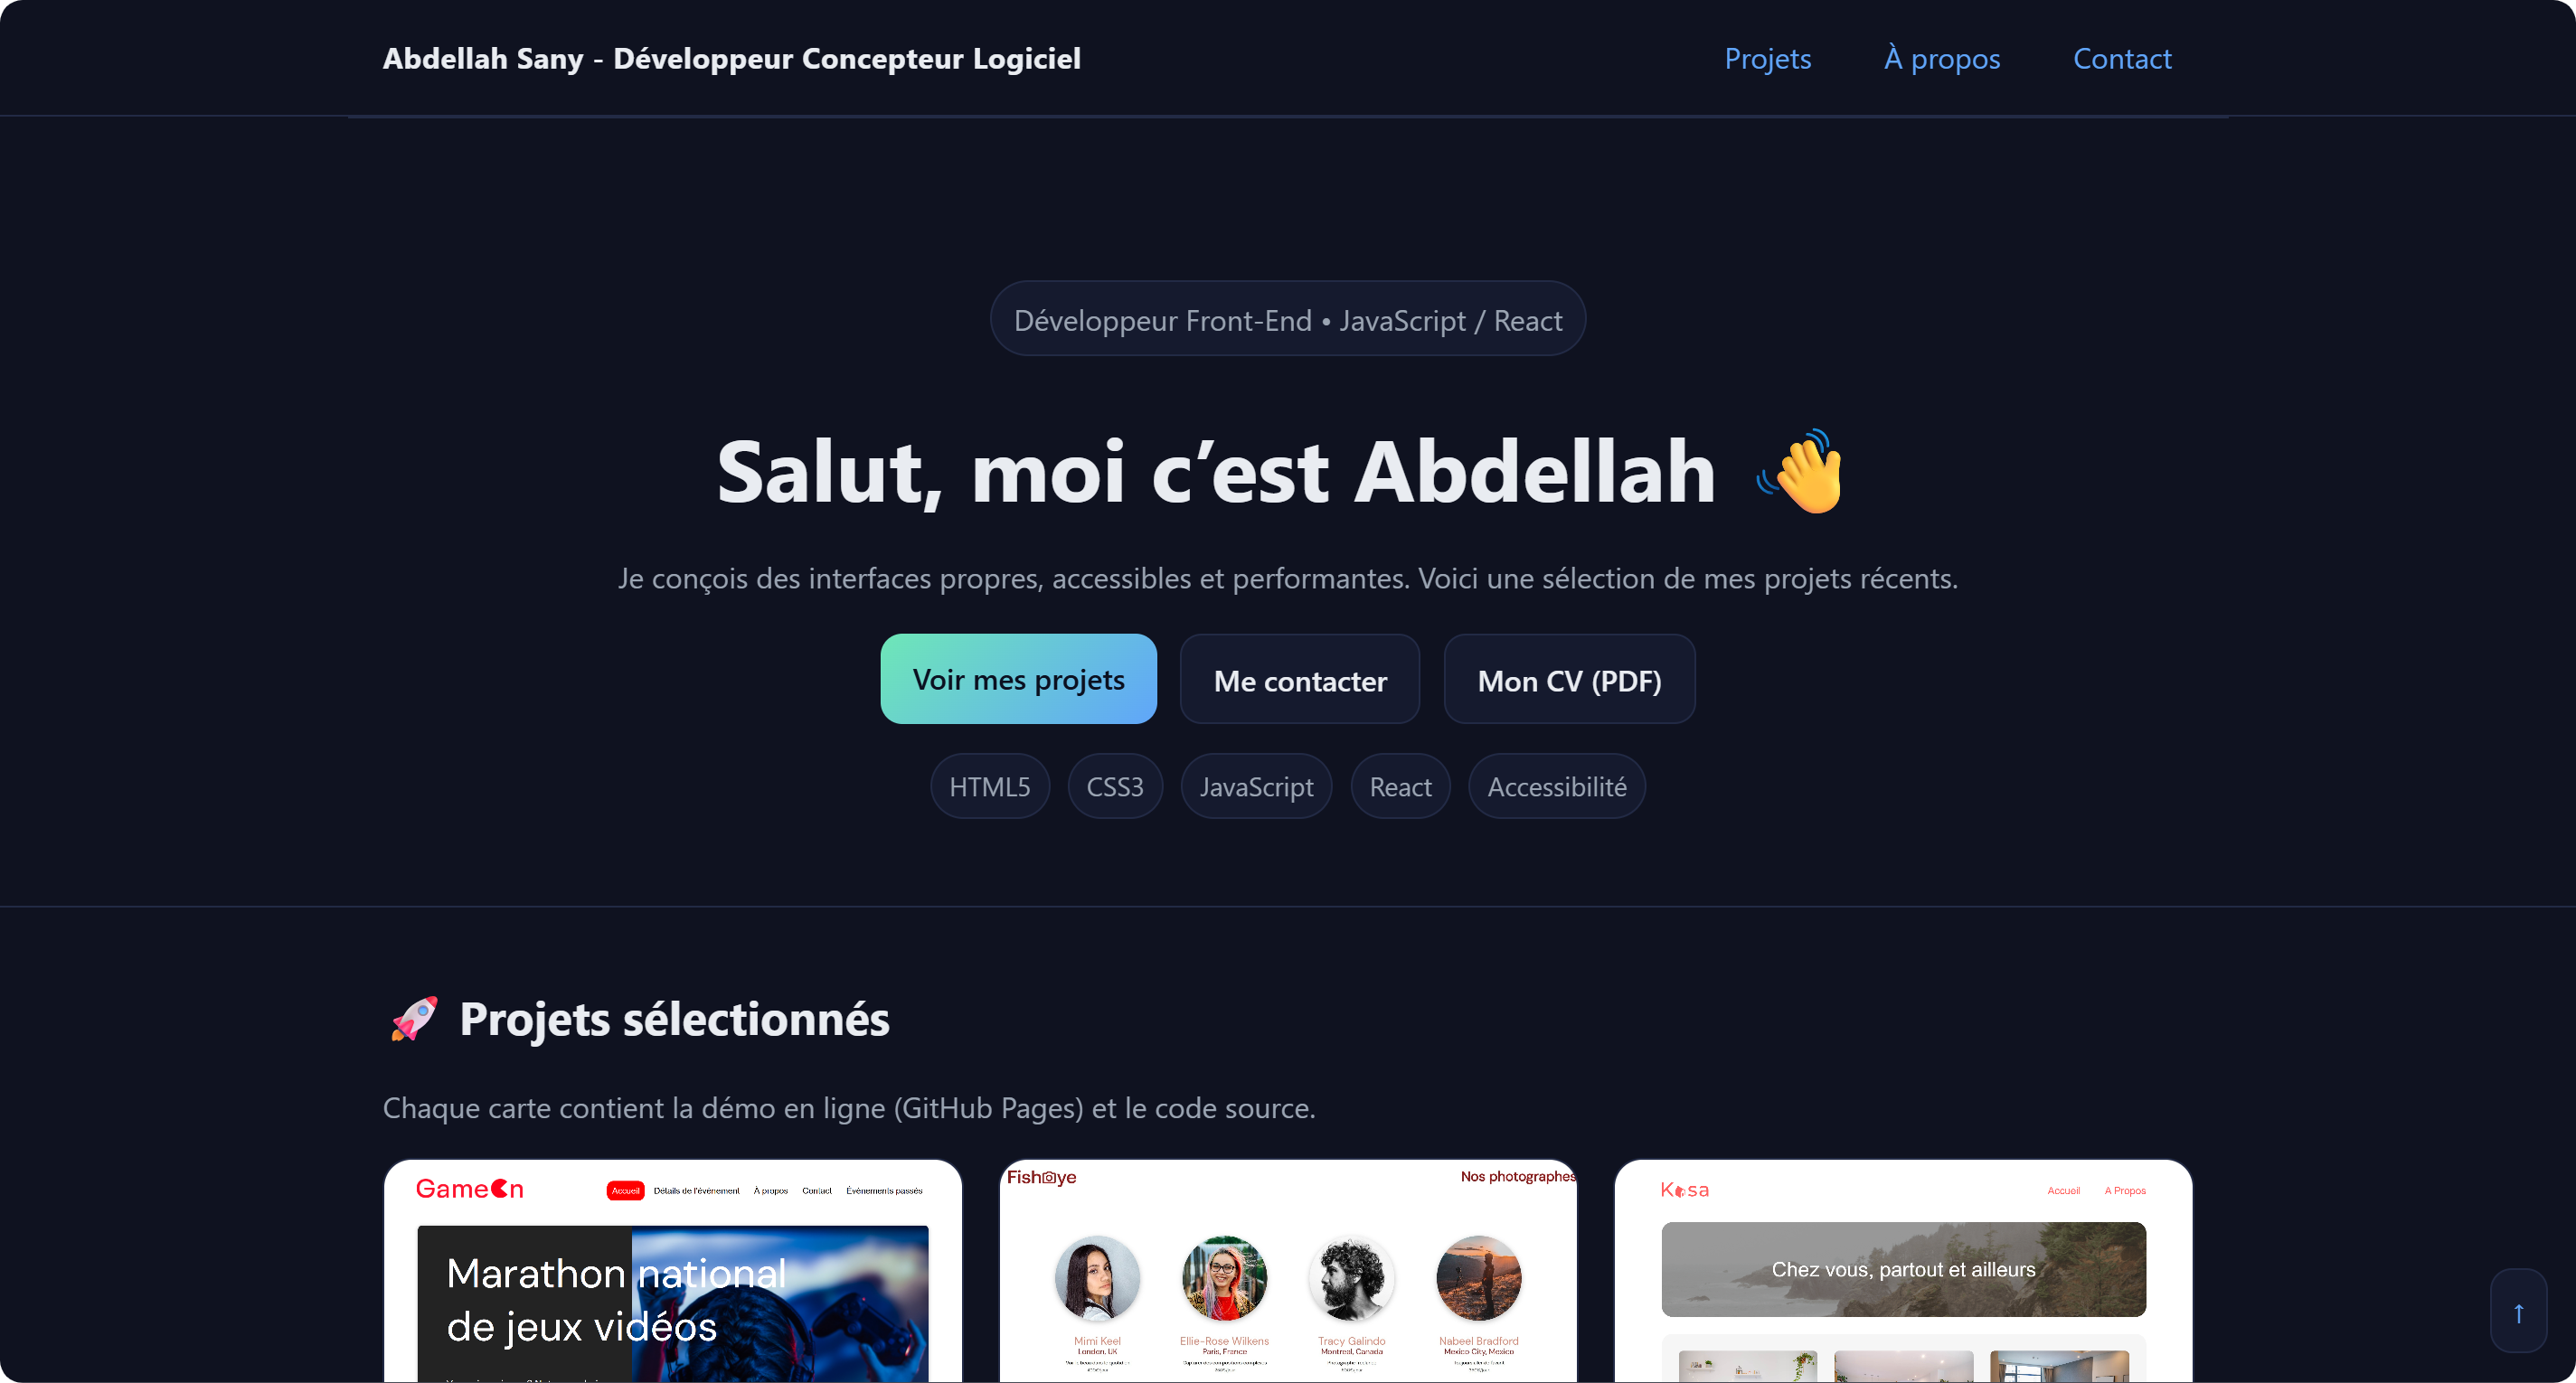 Abdellah Sany - Développeur Concepteur Logiciel
Projets
À propos
Contact
Développeur Front-End • JavaScript / React
Salut, moi c’est Abdellah 👋
Je conçois des interfaces propres, accessibles et performantes. Voici une sélection de mes projets récents.
Voir mes projets
Me contacter
Mon CV (PDF)
HTML5
CSS3
JavaScript
React
Accessibilité
🚀 Projets sélectionnés
Chaque carte contient la démo en ligne (GitHub Pages) et le code source.
GameOn
Accueil
Détails de l'événement
À propos
Contact
Événements passés
Marathon national
de jeux vidéos
FishEye
Nos photographes
Mimi Keel
London, UK
Ellie-Rose Wilkens
Paris, France
Tracy Galindo
Montreal, Canada
Nabeel Bradford
Mexico City, Mexico
Kasa
Accueil
A Propos
Chez vous, partout et ailleurs
↑